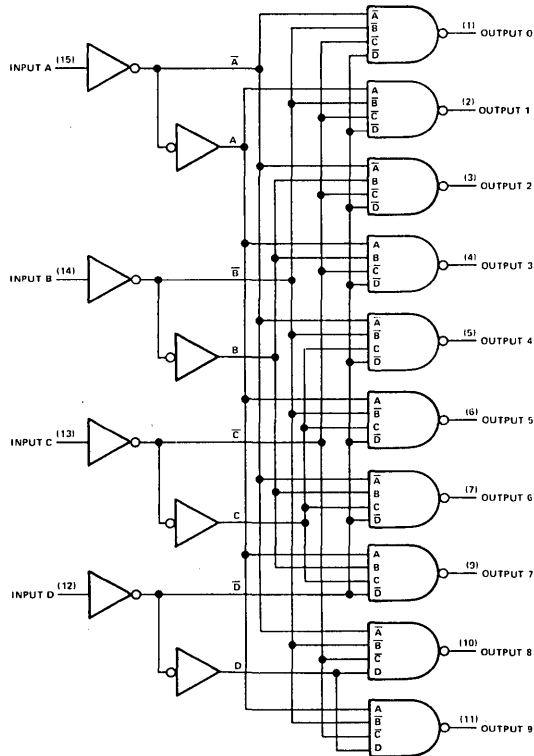 A̅
B̅
C̅
D̅
(1)
OUTPUT 0
INPUT A
(15)
A̅
A
B̅
C̅
D̅
(2)
OUTPUT 1
A
A̅
B
C̅
D̅
(3)
OUTPUT 2
A
B
C̅
D̅
(4)
OUTPUT 3
INPUT B
(14)
B̅
A̅
B̅
C
D̅
(5)
OUTPUT 4
B
A
B̅
C
D̅
(6)
OUTPUT 5
INPUT C
(13)
C̅
A̅
B
C
D̅
(7)
OUTPUT 6
C
A
B
C
D̅
(9)
OUTPUT 7
INPUT D
(12)
D̅
A̅
B̅
C̅
D
(10)
OUTPUT 8
D
A
B̅
C̅
D
(11)
OUTPUT 9